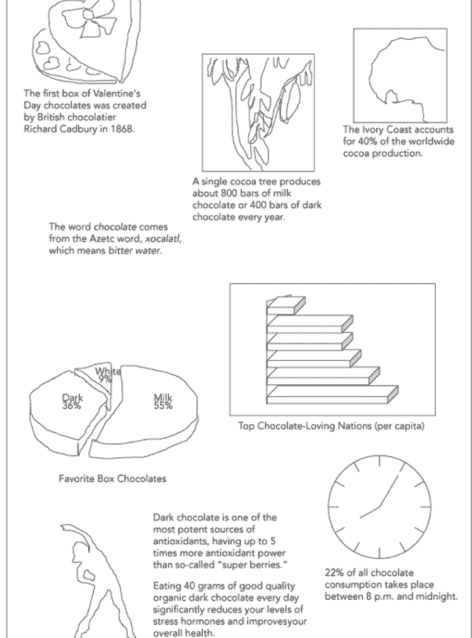 The first box of Valentine's
Day chocolates was created
by British chocolatier
Richard Cadbury in 1868.
The Ivory Coast accounts
for 40% of the worldwide
cocoa production.
A single cocoa tree produces
about 800 bars of milk
chocolate or 400 bars of dark
chocolate every year.
The word chocolate comes
from the Azetc word, xocalatl,
which means bitter water.
White
9%
Dark
36%
Milk
55%
Favorite Box Chocolates
Top Chocolate-Loving Nations (per capita)
Dark chocolate is one of the
most potent sources of
antioxidants, having up to 5
times more antioxidant power
than so-called "super berries."
Eating 40 grams of good quality
organic dark chocolate every day
significantly reduces your levels of
stress hormones and improvesyour
overall health.
22% of all chocolate
consumption takes place
between 8 p.m. and midnight.